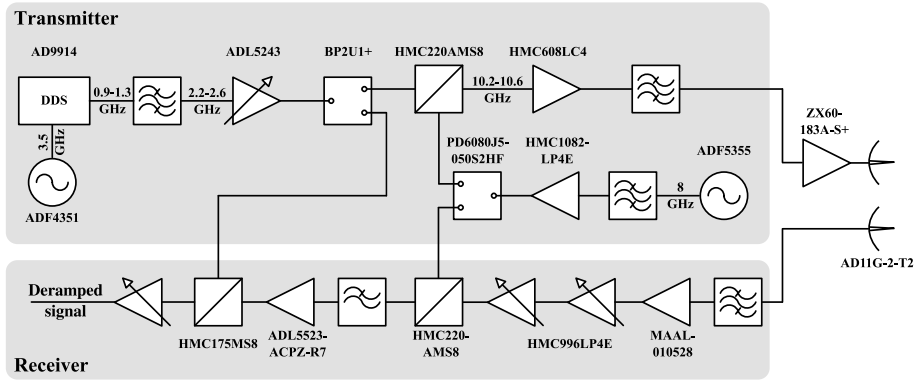 Transmitter
AD9914
ADL5243
BP2U1+
HMC220AMS8
HMC608LC4
DDS
0.9-1.3
GHz
2.2-2.6
GHz
10.2-10.6
GHz
3.5
GHz
ADF4351
PD6080J5-
050S2HF
HMC1082-
LP4E
ADF5355
8
GHz
ZX60-
183A-S+
AD11G-2-T2
Deramped
signal
HMC175MS8
ADL5523-
ACPZ-R7
HMC220-
AMS8
HMC996LP4E
MAAL-
010528
Receiver